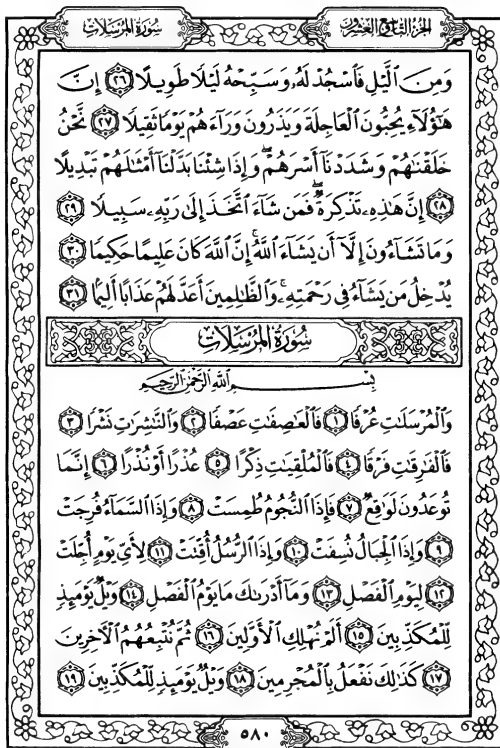 الجزء التاسع والعشرون
سورة المرسلات
وَمِنَ ٱلَّيۡلِ فَٱسۡجُدۡ لَهُۥ وَسَبِّحۡهُ لَيۡلٗا طَوِيلًا ٢٦ إِنَّ
هَٰٓؤُلَآءِ يُحِبُّونَ ٱلۡعَاجِلَةَ وَيَذَرُونَ وَرَآءَهُمۡ يَوۡمٗا ثَقِيلٗا ٢٧ نَّحۡنُ
خَلَقۡنَٰهُمۡ وَشَدَدۡنَآ أَسۡرَهُمۡۖ وَإِذَا شِئۡنَا بَدَّلۡنَآ أَمۡثَٰلَهُمۡ تَبۡدِيلًا
٢٨ إِنَّ هَٰذِهِۦ تَذۡكِرَةٞۖ فَمَن شَآءَ ٱتَّخَذَ إِلَىٰ رَبِّهِۦ سَبِيلٗا ٢٩
وَمَا تَشَآءُونَ إِلَّآ أَن يَشَآءَ ٱللَّهُۚ إِنَّ ٱللَّهَ كَانَ عَلِيمًا حَكِيمٗا ٣٠
يُدۡخِلُ مَن يَشَآءُ فِي رَحۡمَتِهِۦۚ وَٱلظَّٰلِمِينَ أَعَدَّ لَهُمۡ عَذَابًا أَلِيمَۢا ٣١
سُورَةُ المُرۡسَلَاتِ
بِسۡمِ ٱللَّهِ ٱلرَّحۡمَٰنِ ٱلرَّحِيمِ
وَٱلۡمُرۡسَلَٰتِ عُرۡفٗا ١ فَٱلۡعَٰصِفَٰتِ عَصۡفٗا ٢ وَٱلنَّٰشِرَٰتِ نَشۡرٗا ٣
فَٱلۡفَٰرِقَٰتِ فَرۡقٗا ٤ فَٱلۡمُلۡقِيَٰتِ ذِكۡرًا ٥ عُذۡرًا أَوۡ نُذۡرًا ٦ إِنَّمَا
تُوعَدُونَ لَوَٰقِعٞ ٧ فَإِذَا ٱلنُّجُومُ طُمِسَتۡ ٨ وَإِذَا ٱلسَّمَآءُ فُرِجَتۡ
٩ وَإِذَا ٱلۡجِبَالُ نُسِفَتۡ ١٠ وَإِذَا ٱلرُّسُلُ أُقِّتَتۡ ١١ لِأَيِّ يَوۡمٍ أُجِّلَتۡ
١٢ لِيَوۡمِ ٱلۡفَصۡلِ ١٣ وَمَآ أَدۡرَىٰكَ مَا يَوۡمُ ٱلۡفَصۡلِ ١٤ وَيۡلٞ يَوۡمَئِذٖ
لِّلۡمُكَذِّبِينَ ١٥ أَلَمۡ نُهۡلِكِ ٱلۡأَوَّلِينَ ١٦ ثُمَّ نُتۡبِعُهُمُ ٱلۡأٓخِرِينَ
١٧ كَذَٰلِكَ نَفۡعَلُ بِٱلۡمُجۡرِمِينَ ١٨ وَيۡلٞ يَوۡمَئِذٖ لِّلۡمُكَذِّبِينَ ١٩
٥٨٠